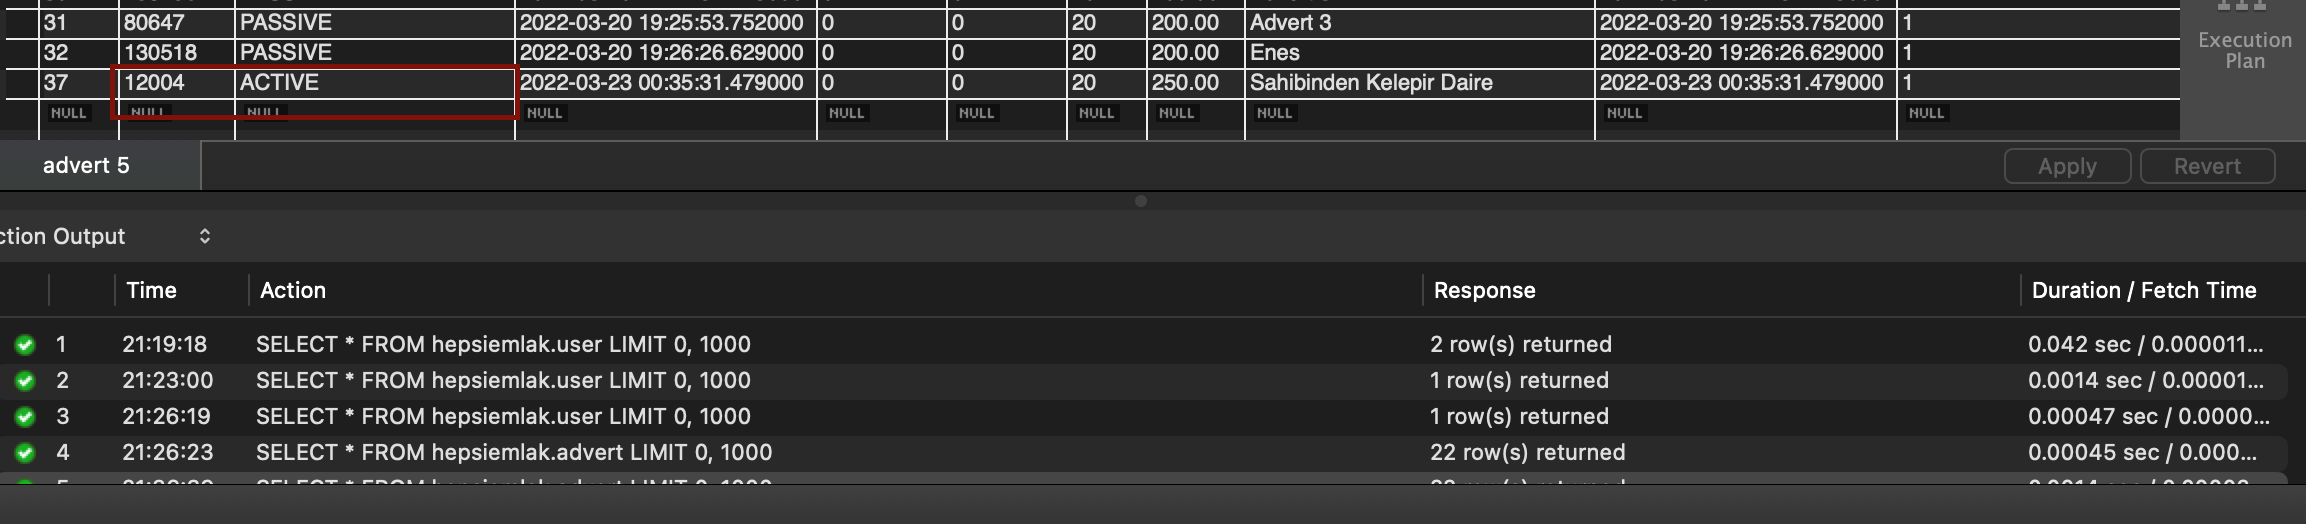 31 80647 PASSIVE 2022-03-20 19:25:53.752000 0 0 20 200.00 Advert 3 2022-03-20 19:25:53.752000 1
32 130518 PASSIVE 2022-03-20 19:26:26.629000 0 0 20 200.00 Enes 2022-03-20 19:26:26.629000 1
37 12004 ACTIVE 2022-03-23 00:35:31.479000 0 0 20 250.00 Sahibinden Kelepir Daire 2022-03-23 00:35:31.479000 1
NULL NULL NULL NULL NULL NULL NULL NULL NULL NULL NULL
Execution
Plan
advert 5 Apply Revert
ction Output
Time Action Response Duration / Fetch Time
1 21:19:18 SELECT * FROM hepsiemlak.user LIMIT 0, 1000 2 row(s) returned 0.042 sec / 0.000011...
2 21:23:00 SELECT * FROM hepsiemlak.user LIMIT 0, 1000 1 row(s) returned 0.0014 sec / 0.00001...
3 21:26:19 SELECT * FROM hepsiemlak.user LIMIT 0, 1000 1 row(s) returned 0.00047 sec / 0.0000...
4 21:26:23 SELECT * FROM hepsiemlak.advert LIMIT 0, 1000 22 row(s) returned 0.00045 sec / 0.000...
SELECT * FROM hepsiemlak.advert LIMIT 0, 1000